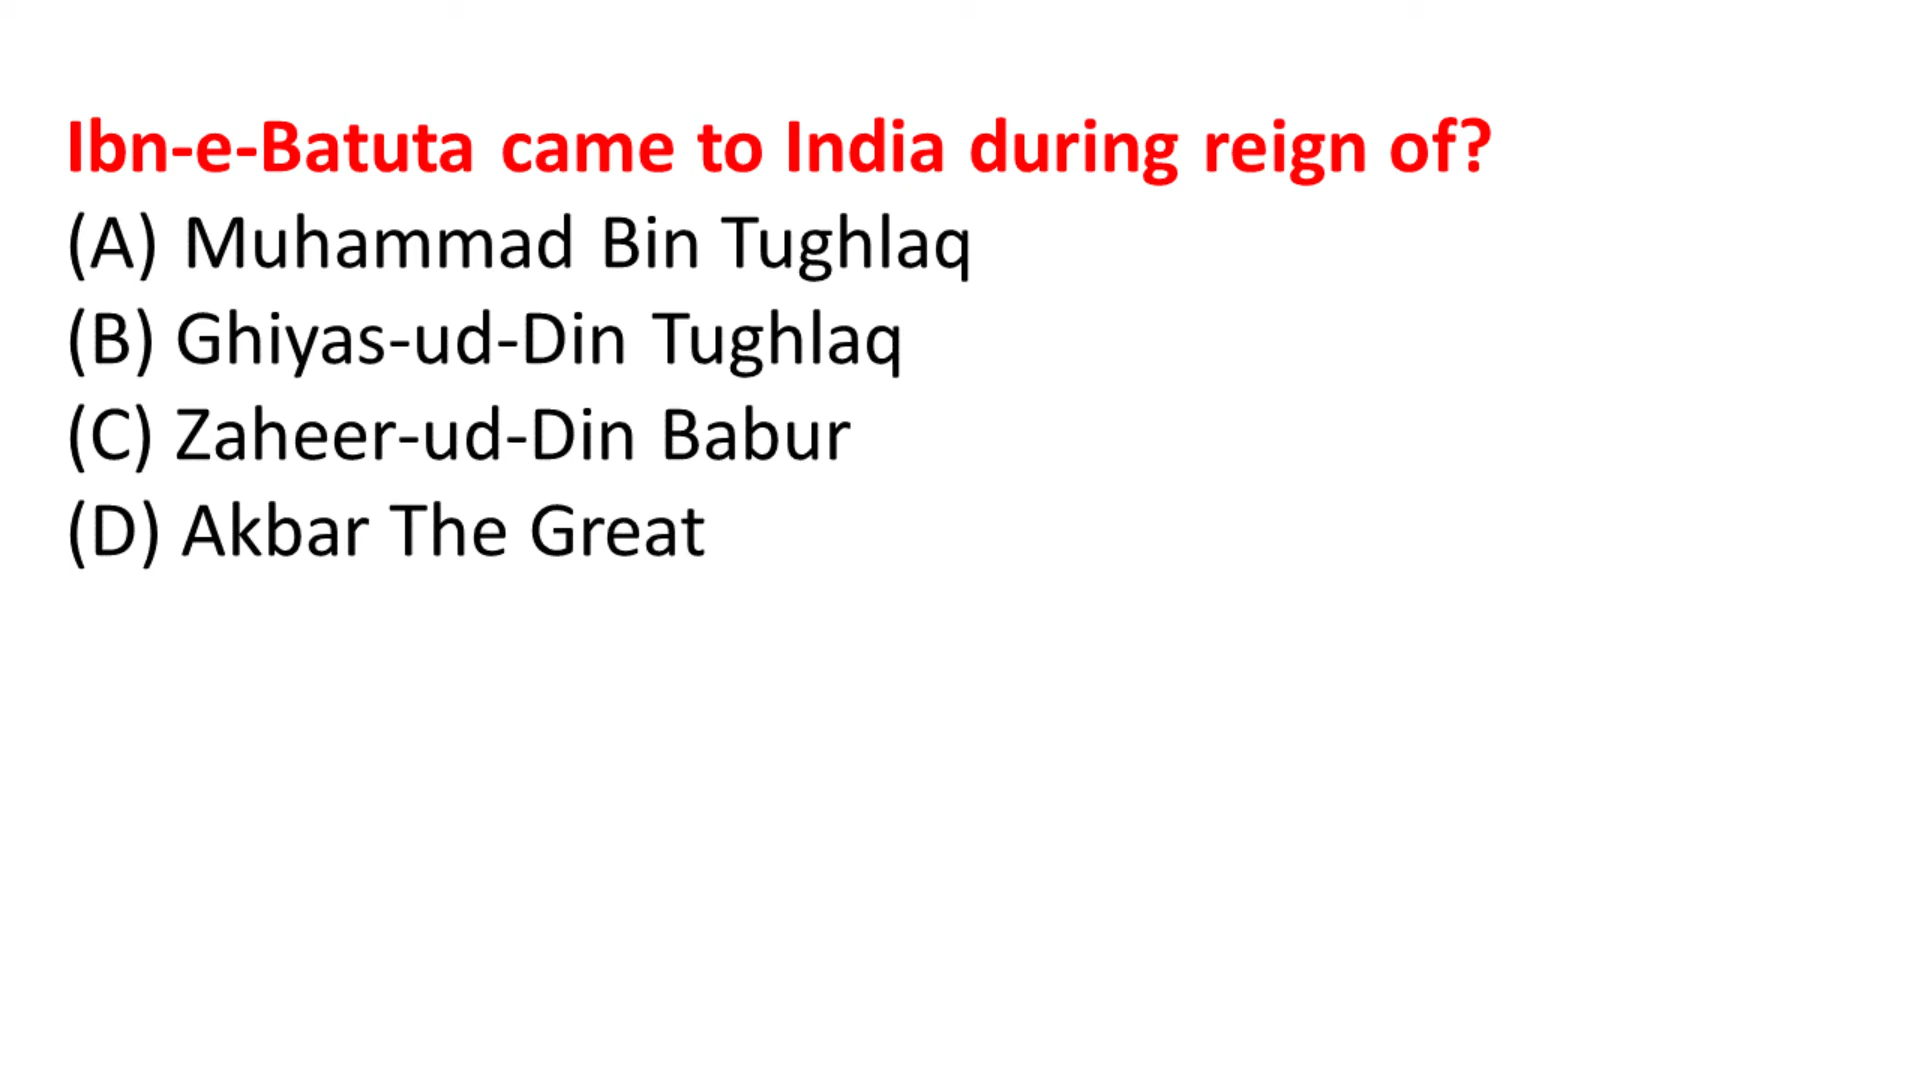 Ibn-e-Batuta came to India during reign of?
(A) Muhammad Bin Tughlaq
(B) Ghiyas-ud-Din Tughlaq
(C) Zaheer-ud-Din Babur
(D) Akbar The Great